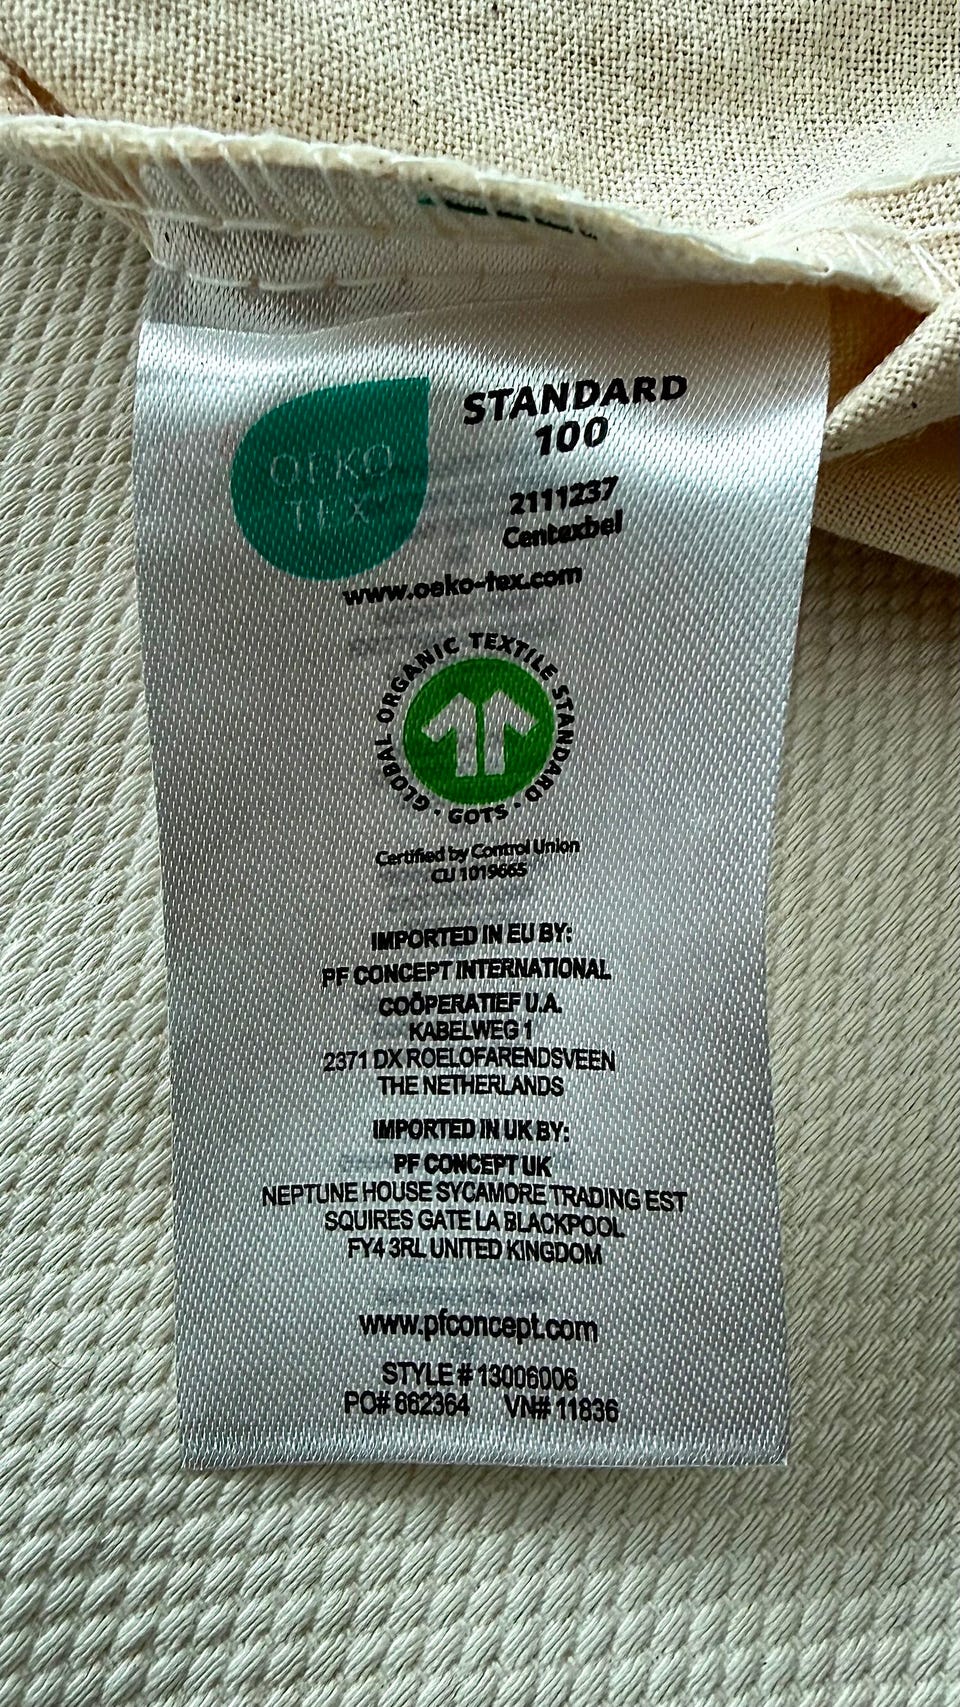 OEKO
TEX
STANDARD
100
2111237
Centexbel
www.oeko-tex.com
GLOBAL ORGANIC TEXTILE STANDARD · GOTS ·
Certified by Control Union
CU 1019665
IMPORTED IN EU BY:
PF CONCEPT INTERNATIONAL
COÖPERATIEF U.A.
KABELWEG 1
2371 DX ROELOFARENDSVEEN
THE NETHERLANDS
IMPORTED IN UK BY:
PF CONCEPT UK
NEPTUNE HOUSE SYCAMORE TRADING EST
SQUIRES GATE LA BLACKPOOL
FY4 3RL UNITED KINGDOM
www.pfconcept.com
STYLE # 13006006
PO# 862364 VN# 11836